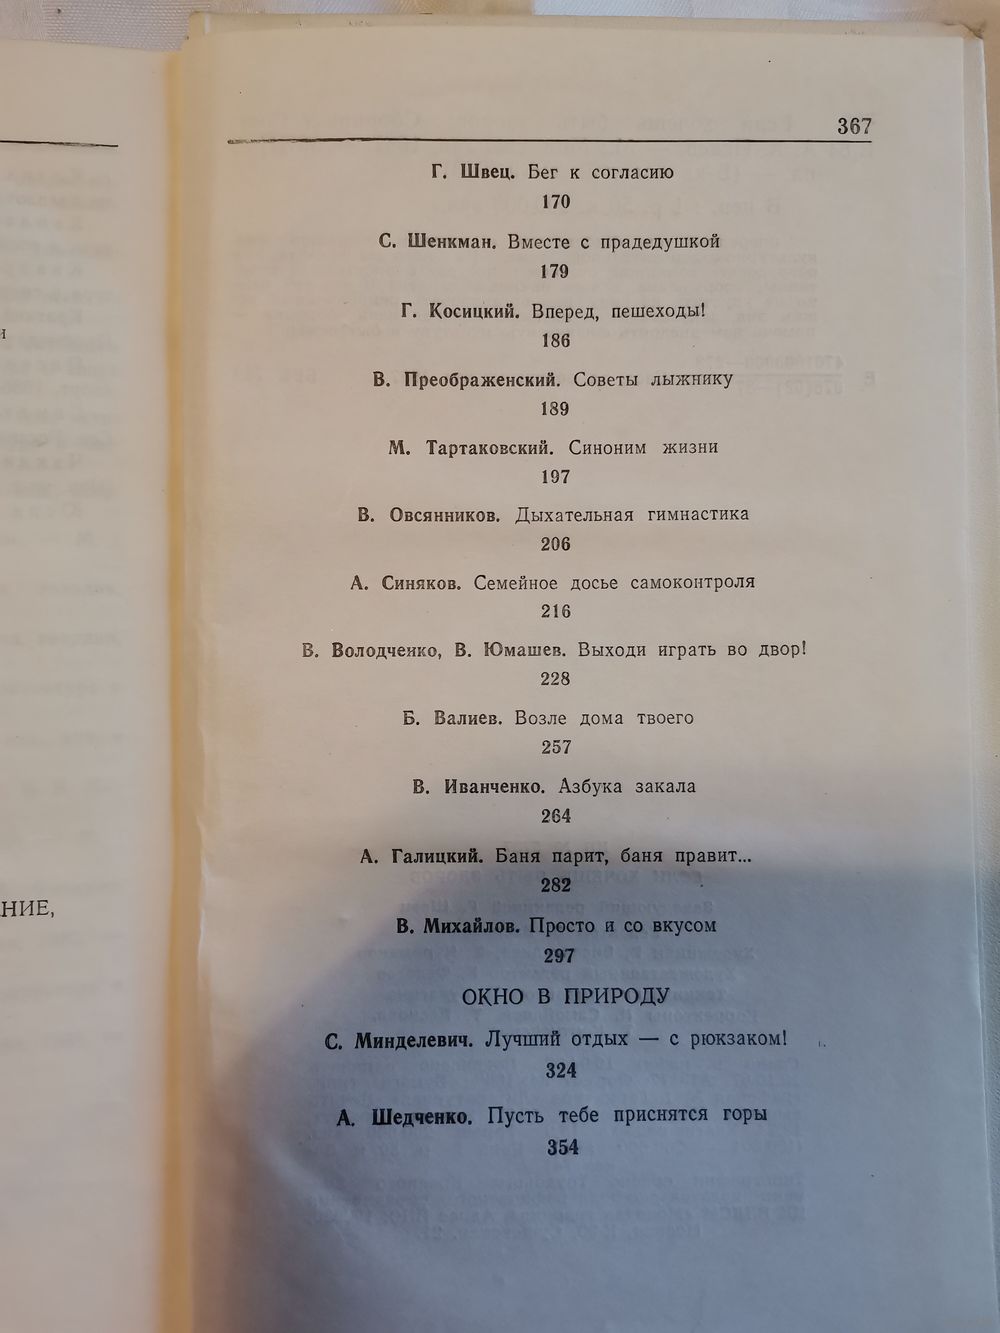 367
Г. Швец. Бег к согласию
170
С. Шенкман. Вместе с прадедушкой
179
Г. Косицкий. Вперед, пешеходы!
186
В. Преображенский. Советы лыжнику
189
М. Тартаковский. Синоним жизни
197
В. Овсянников. Дыхательная гимнастика
206
А. Синяков. Семейное досье самоконтроля
216
В. Володченко, В. Юмашев. Выходи играть во двор!
228
Б. Валиев. Возле дома твоего
257
В. Иванченко. Азбука закала
264
А. Галицкий. Баня парит, баня правит...
282
В. Михайлов. Просто и со вкусом
297
ОКНО В ПРИРОДУ
С. Минделевич. Лучший отдых — с рюкзаком!
324
А. Шедченко. Пусть тебе приснятся горы
354